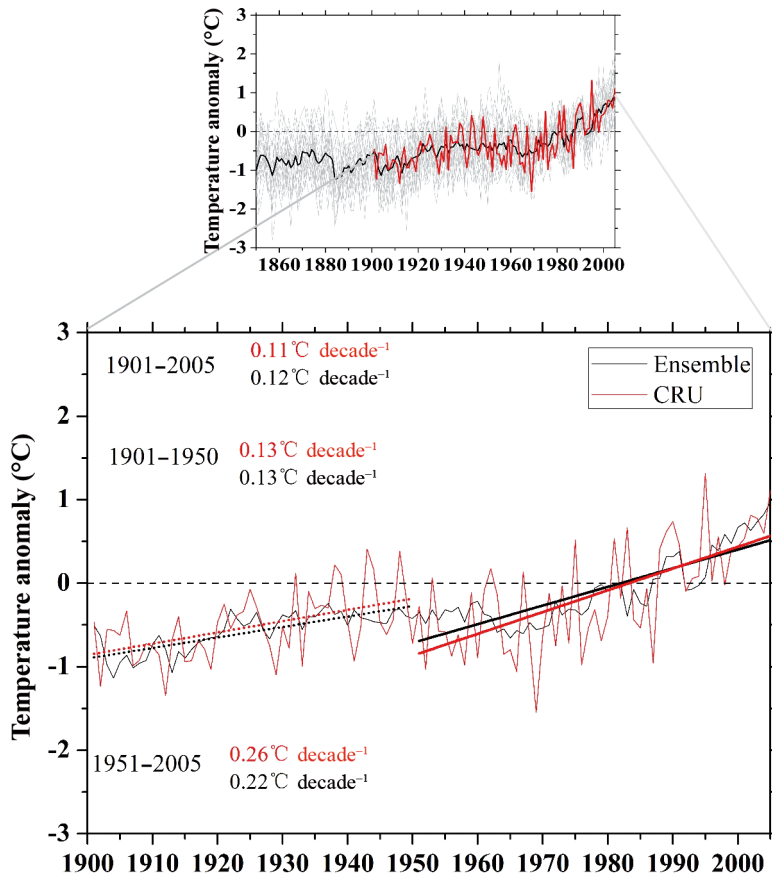 Temperature anomaly (°C)
3
2
1
0
-1
-2
-3
1860 1880 1900 1920 1940 1960 1980 2000
Temperature anomaly (°C)
3
2
1
0
-1
-2
-3
1901–2005
0.11℃ decade⁻¹
0.12℃ decade⁻¹
1901–1950
0.13℃ decade⁻¹
0.13℃ decade⁻¹
1951–2005
0.26℃ decade⁻¹
0.22℃ decade⁻¹
Ensemble
CRU
1900 1910 1920 1930 1940 1950 1960 1970 1980 1990 2000